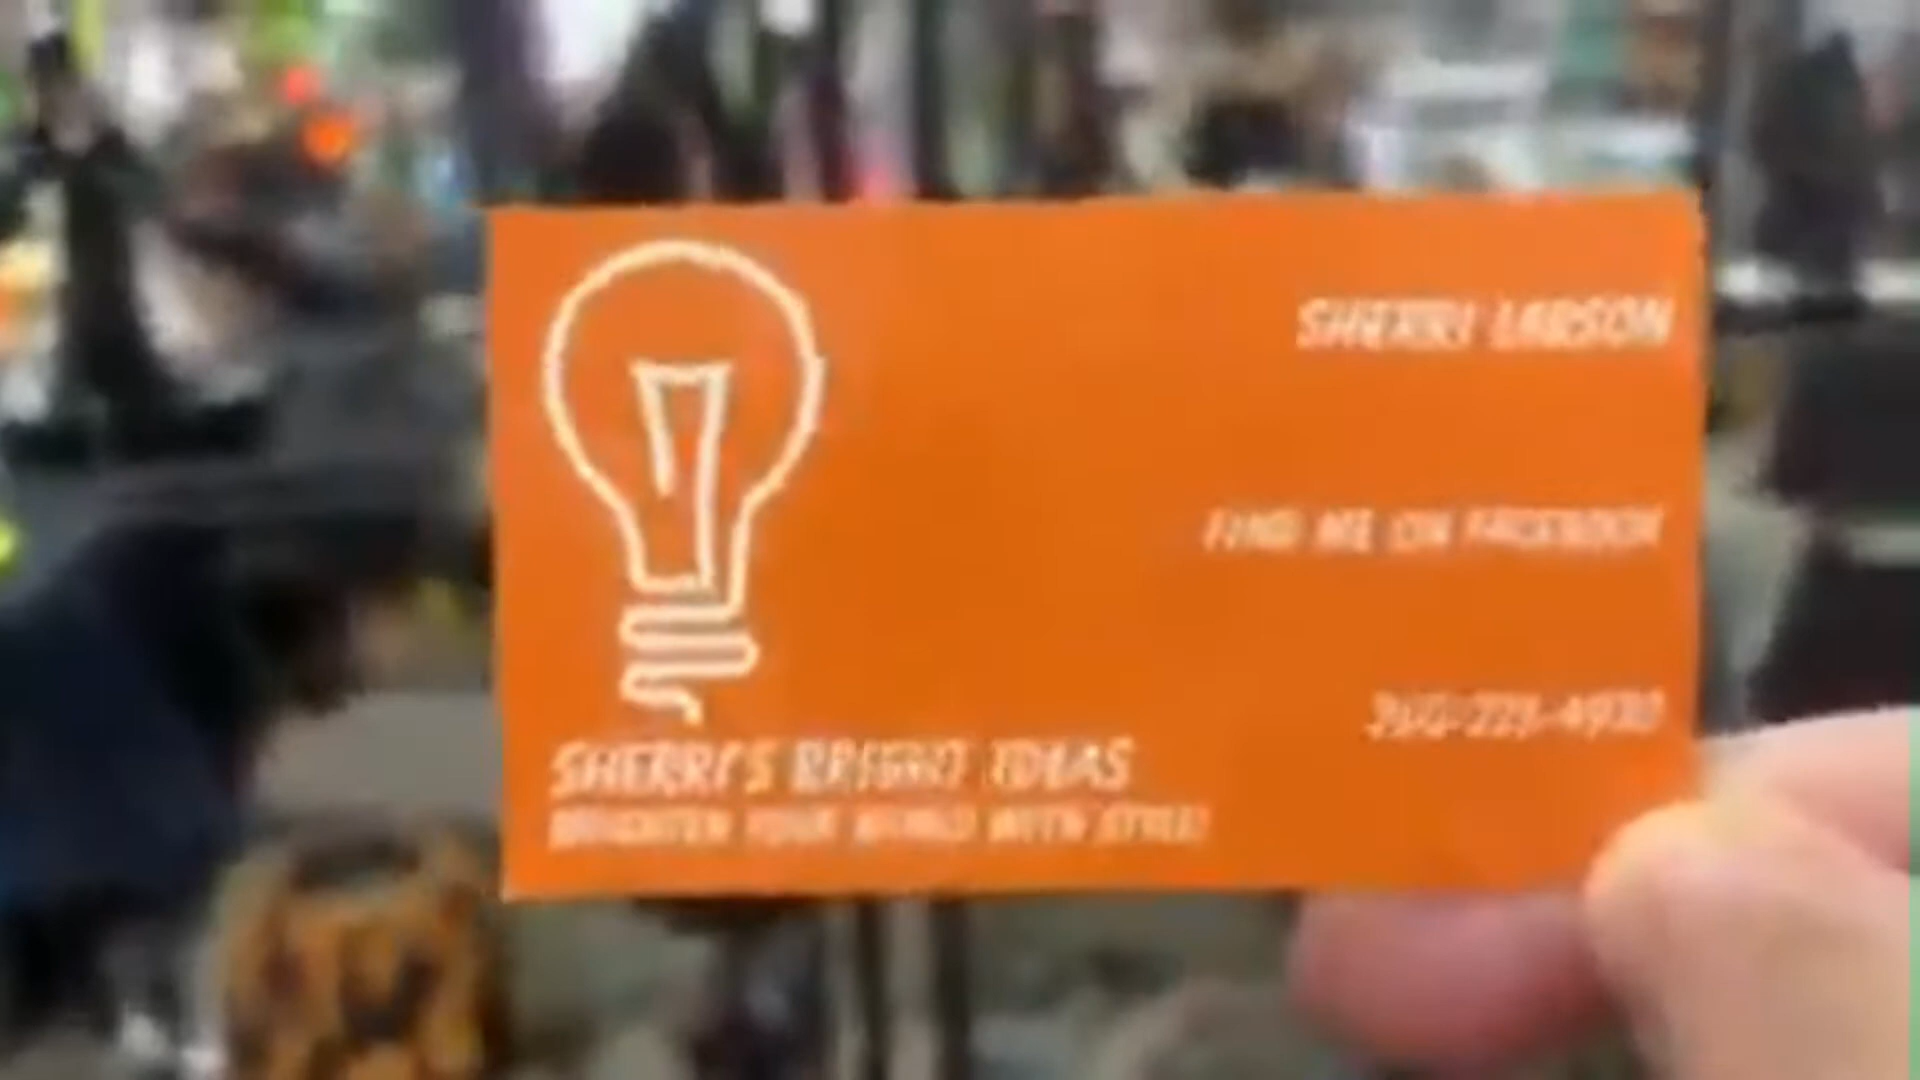 SHERRI LARSON
FIND ME ON FACEBOOK
SHERRI'S BRIGHT IDEAS
BRIGHTEN YOUR WORLD WITH STYLE!